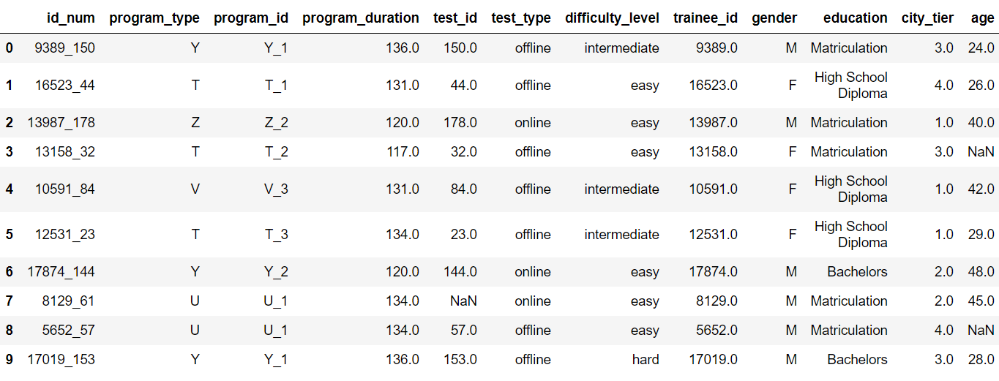 id_num program_type program_id program_duration test_id test_type difficulty_level trainee_id gender education city_tier age
0 9389_150 Y Y_1 136.0 150.0 offline intermediate 9389.0 M Matriculation 3.0 24.0
1 16523_44 T T_1 131.0 44.0 offline easy 16523.0 F High School Diploma 4.0 26.0
2 13987_178 Z Z_2 120.0 178.0 online easy 13987.0 M Matriculation 1.0 40.0
3 13158_32 T T_2 117.0 32.0 offline easy 13158.0 F Matriculation 3.0 NaN
4 10591_84 V V_3 131.0 84.0 offline intermediate 10591.0 F High School Diploma 1.0 42.0
5 12531_23 T T_3 134.0 23.0 offline intermediate 12531.0 F High School Diploma 1.0 29.0
6 17874_144 Y Y_2 120.0 144.0 online easy 17874.0 M Bachelors 2.0 48.0
7 8129_61 U U_1 134.0 NaN online easy 8129.0 M Matriculation 2.0 45.0
8 5652_57 U U_1 134.0 57.0 offline easy 5652.0 M Matriculation 4.0 NaN
9 17019_153 Y Y_1 136.0 153.0 offline hard 17019.0 M Bachelors 3.0 28.0